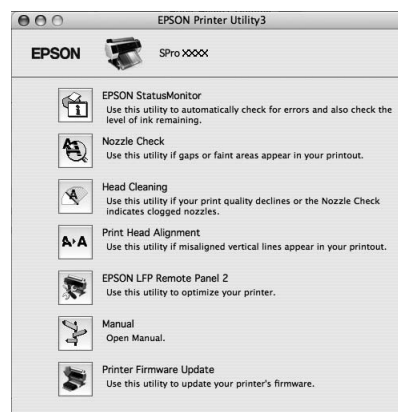 EPSON Printer Utility3
EPSON
SPro XXXX
EPSON StatusMonitor
Use this utility to automatically check for errors and also check the
level of ink remaining.
Nozzle Check
Use this utility if gaps or faint areas appear in your printout.
Head Cleaning
Use this utility if your print quality declines or the Nozzle Check
indicates clogged nozzles.
Print Head Alignment
Use this utility if misaligned vertical lines appear in your printout.
EPSON LFP Remote Panel 2
Use this utility to optimize your printer.
Manual
Open Manual.
Printer Firmware Update
Use this utility to update your printer's firmware.